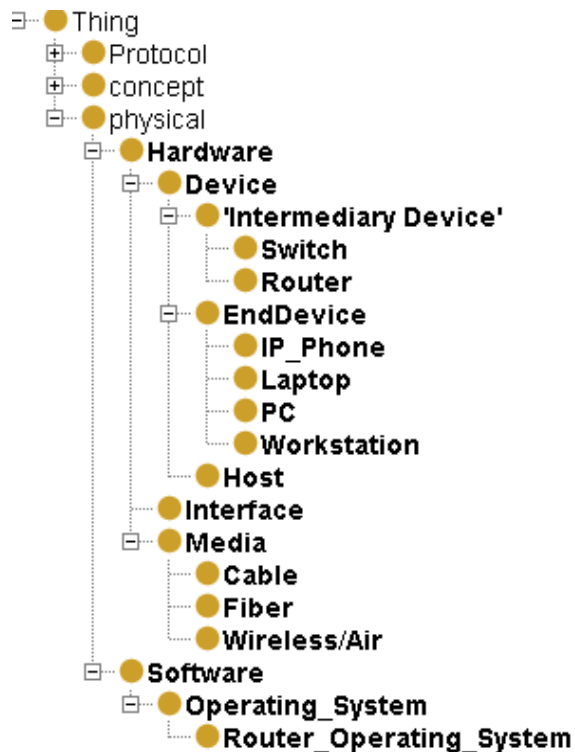 Thing
Protocol
concept
physical
Hardware
Device
'Intermediary Device'
Switch
Router
EndDevice
IP_Phone
Laptop
PC
Workstation
Host
Interface
Media
Cable
Fiber
Wireless/Air
Software
Operating_System
Router_Operating_System